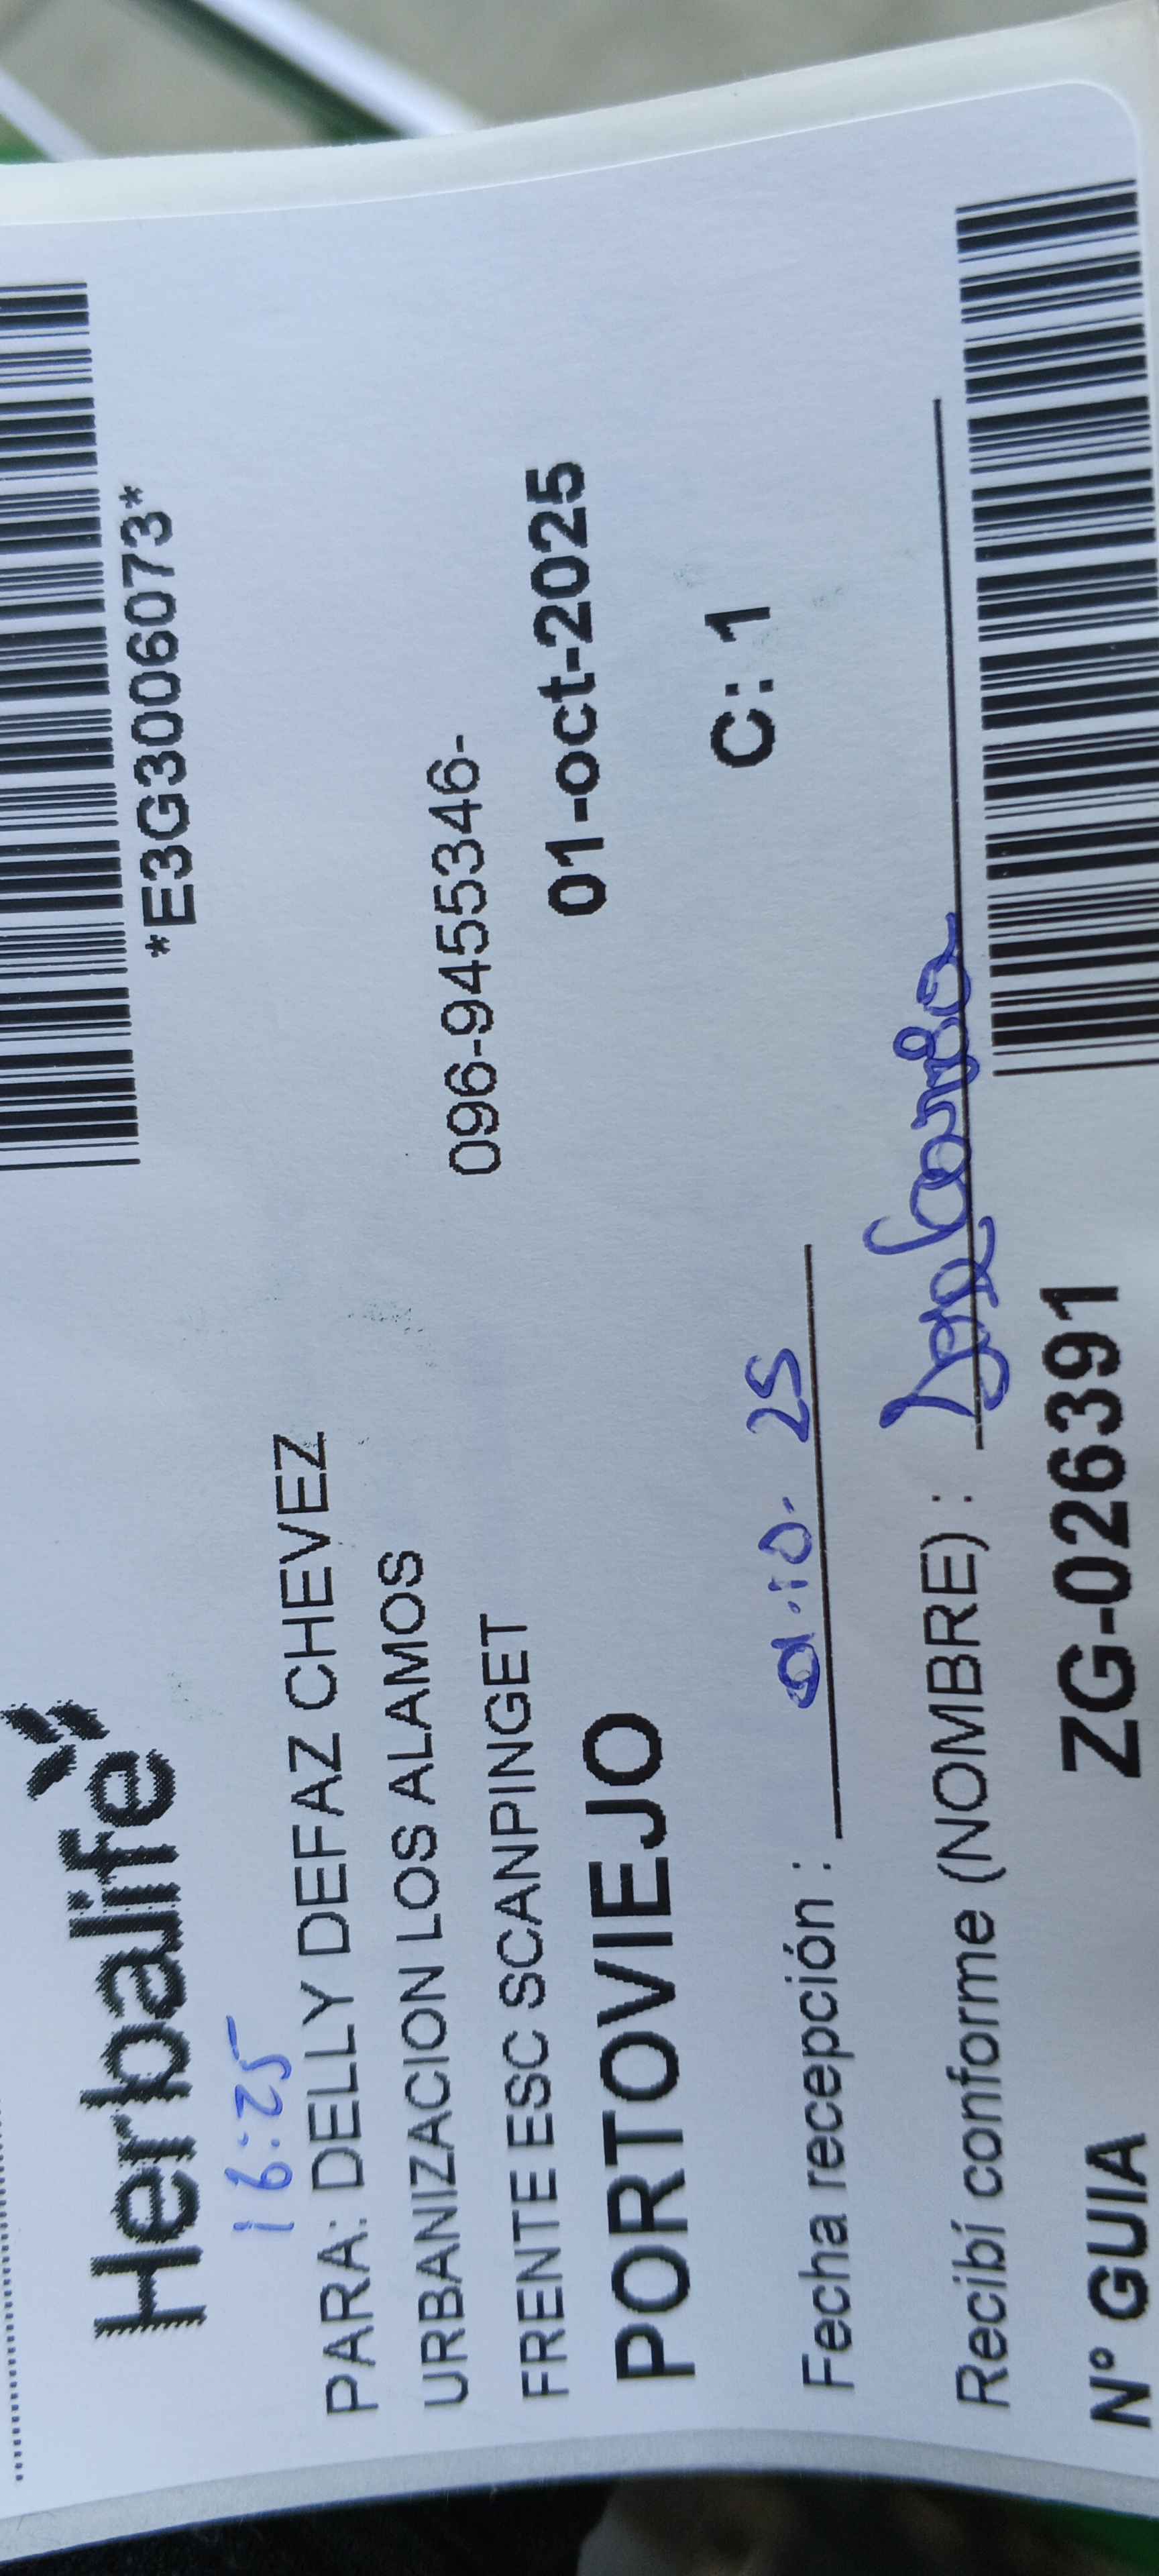 *E3G3006073*
Herbalife
16:25
PARA: DELLY DEFAZ CHEVEZ
URBANIZACION LOS ALAMOS
096-9455346-
FRENTE ESC SCANPINGET
01-oct-2025
PORTOVIEJO
C: 1
Fecha recepción : 01.10.25
Recibí conforme (NOMBRE) :
N° GUIA ZG-026391